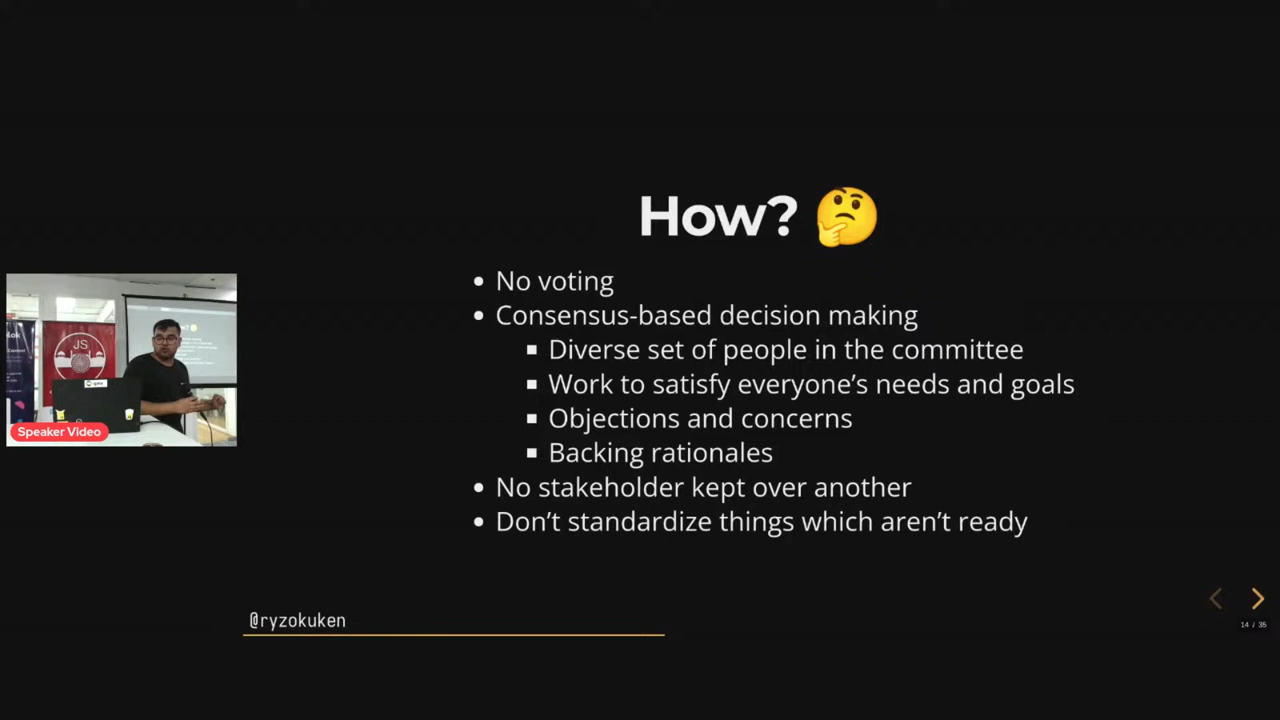 How? 🤔
No voting
Consensus-based decision making
Diverse set of people in the committee
Work to satisfy everyone's needs and goals
Objections and concerns
Backing rationales
No stakeholder kept over another
Don't standardize things which aren't ready
JS
Speaker Video
@ryzokuken
14 / 35